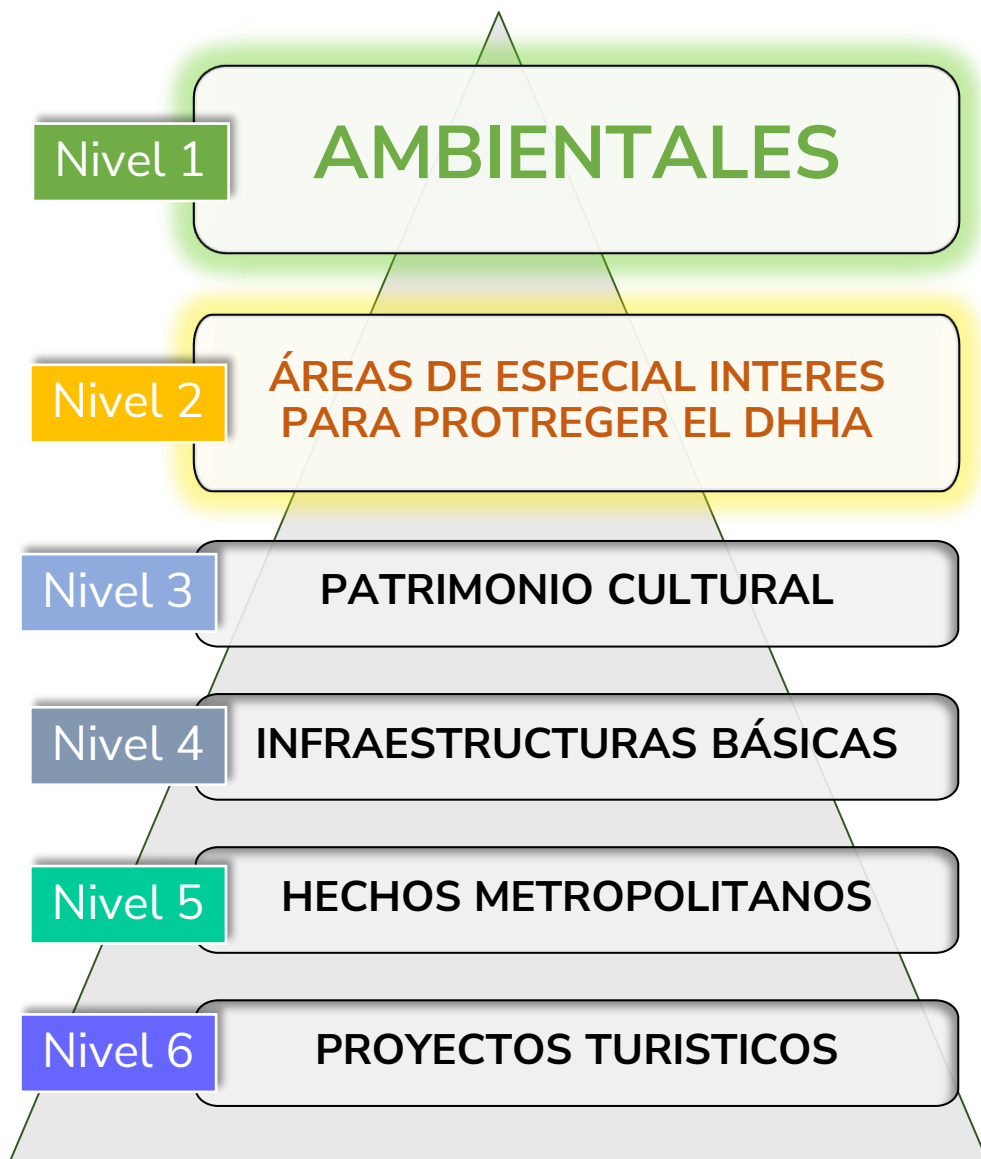 Nivel 1
AMBIENTALES
Nivel 2
ÁREAS DE ESPECIAL INTERES
PARA PROTREGER EL DHHA
Nivel 3
PATRIMONIO CULTURAL
Nivel 4
INFRAESTRUCTURAS BÁSICAS
Nivel 5
HECHOS METROPOLITANOS
Nivel 6
PROYECTOS TURISTICOS